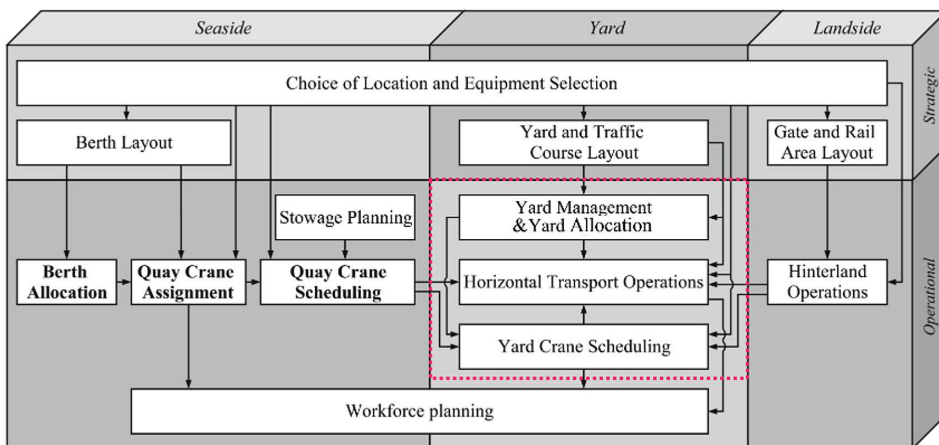 Seaside
Yard
Landside
Choice of Location and Equipment Selection
Strategic
Berth Layout
Yard and Traffic
Course Layout
Gate and Rail
Area Layout
Stowage Planning
Yard Management
&Yard Allocation
Berth
Allocation
Quay Crane
Assignment
Quay Crane
Scheduling
Horizontal Transport Operations
Hinterland
Operations
Operational
Yard Crane Scheduling
Workforce planning